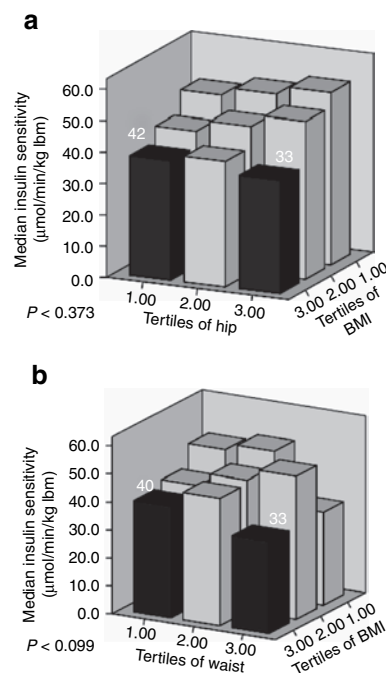 a
Median insulin sensitivity
(μmol/min/kg lbm)
60.0
50.0
40.0
30.0
20.0
10.0
0.0
42
33
1.00
2.00
3.00
Tertiles of hip
3.00
2.00
1.00
Tertiles of
BMI
P < 0.373
b
Median insulin sensitivity
(μmol/min/kg lbm)
60.0
50.0
40.0
30.0
20.0
10.0
0.0
40
33
1.00
2.00
3.00
Tertiles of waist
3.00
2.00
1.00
Tertiles of BMI
P < 0.099